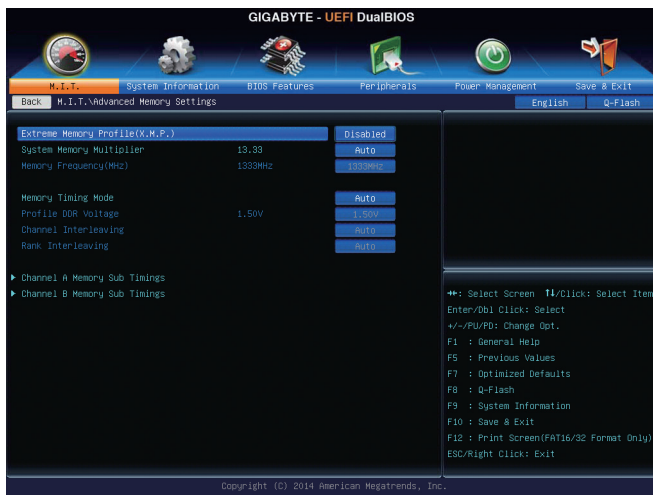 GIGABYTE - UEFI DualBIOS
M.I.T. System Information BIOS Features Peripherals Power Management Save & Exit
Back M.I.T.\Advanced Memory Settings English Q-Flash
Extreme Memory Profile(X.M.P.) Disabled
System Memory Multiplier 13.33 Auto
Memory Frequency(MHz) 1333MHz 1333MHz
Memory Timing Mode Auto
Profile DDR Voltage 1.50V 1.50V
Channel Interleaving Auto
Rank Interleaving Auto
Channel A Memory Sub Timings
Channel B Memory Sub Timings
→←: Select Screen ↑↓/Click: Select Item
Enter/Dbl Click: Select
+/-/PU/PD: Change Opt.
F1 : General Help
F5 : Previous Values
F7 : Optimized Defaults
F8 : Q-Flash
F9 : System Information
F10 : Save & Exit
F12 : Print Screen(FAT16/32 Format Only)
ESC/Right Click: Exit
Copyright (C) 2014 American Megatrends, Inc.